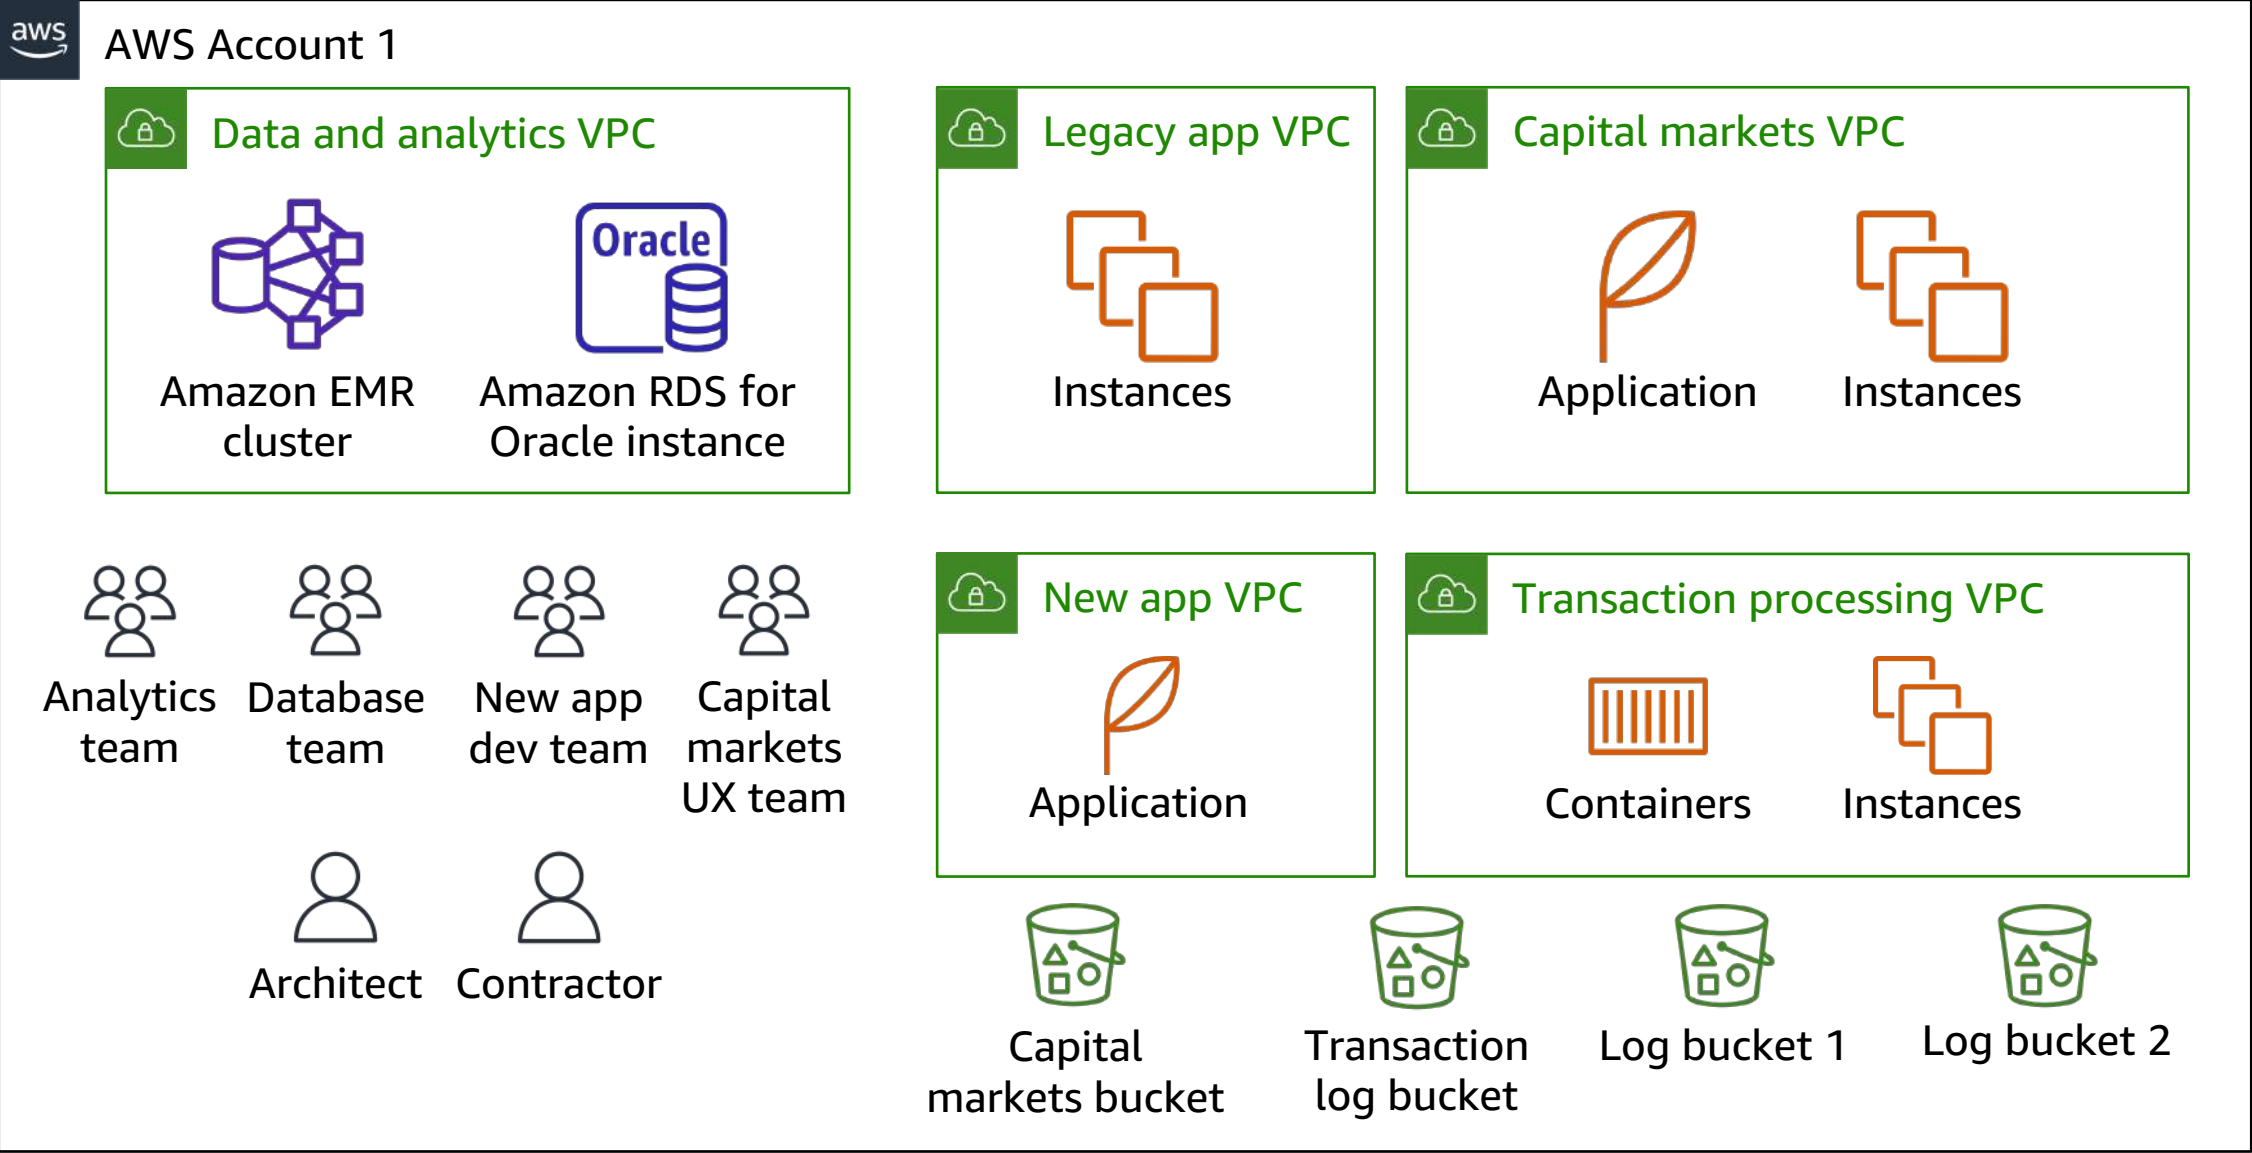 aws
AWS Account 1
Data and analytics VPC
Oracle
Amazon EMR
cluster
Amazon RDS for
Oracle instance
Legacy app VPC
Instances
Capital markets VPC
Application
Instances
Analytics
team
Database
team
New app
dev team
Capital
markets
UX team
Architect
Contractor
New app VPC
Application
Transaction processing VPC
Containers
Instances
Capital
markets bucket
Transaction
log bucket
Log bucket 1
Log bucket 2